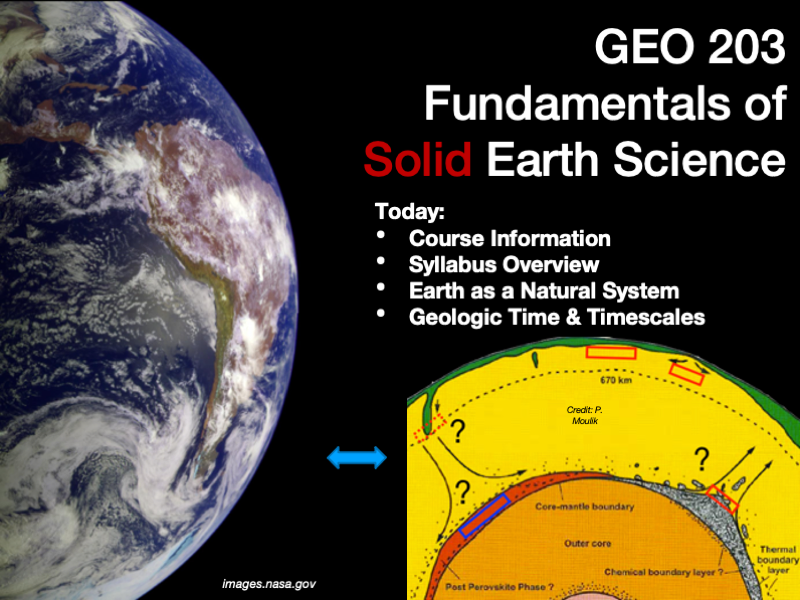 GEO 203
Fundamentals of
Solid Earth Science
Today:
• Course Information
• Syllabus Overview
• Earth as a Natural System
• Geologic Time & Timescales
670 km
Credit: P.
Moulik
?
?
?
Core-mantle boundary
Outer core
Thermal
boundary
layer
Chemical boundary layer ?
Post Perovskite Phase ?
images.nasa.gov